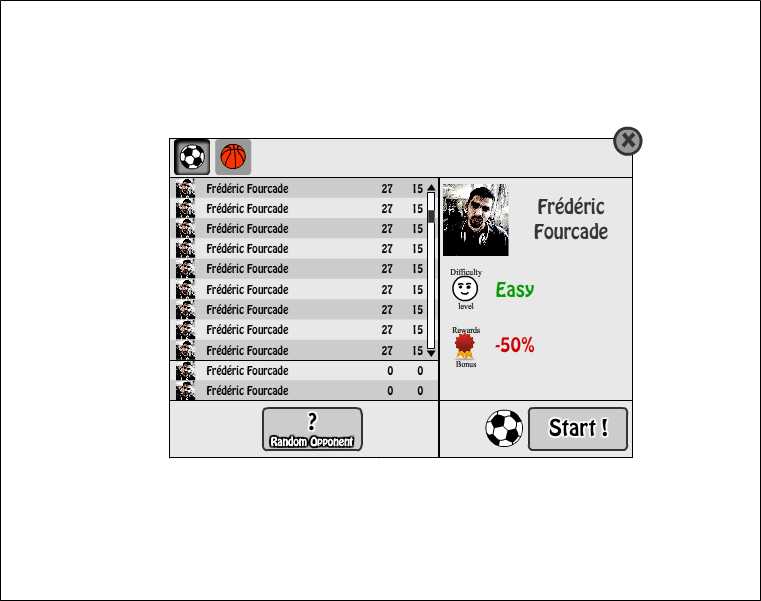 Frédéric Fourcade 27 15
Frédéric Fourcade 27 15
Frédéric Fourcade 27 15
Frédéric Fourcade 27 15
Frédéric Fourcade 27 15
Frédéric Fourcade 27 15
Frédéric Fourcade 27 15
Frédéric Fourcade 27 15
Frédéric Fourcade 27 15
Frédéric Fourcade 0 0
Frédéric Fourcade 0 0
?
Random Opponent
Frédéric
Fourcade
Difficulty
level
Easy
Rewards
Bonus
-50%
Start !